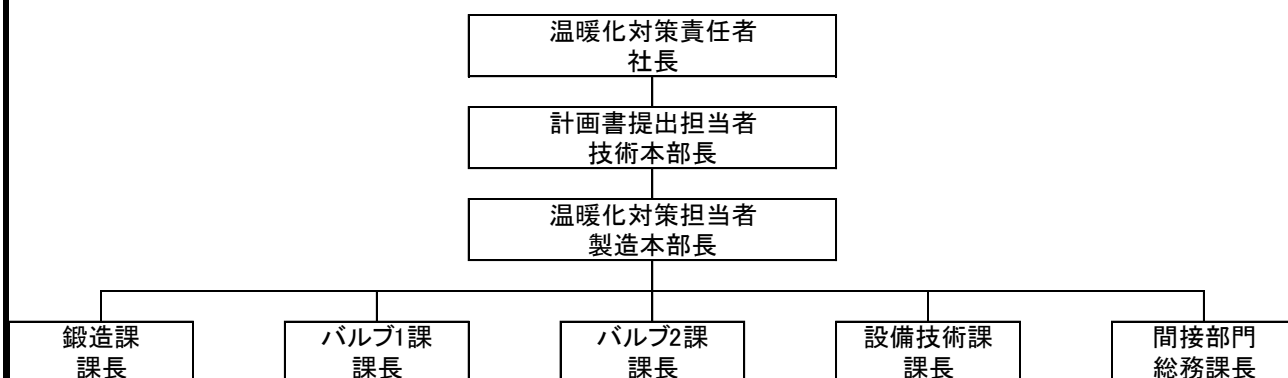 温暖化対策責任者
社長
計画書提出担当者
技術本部長
温暖化対策担当者
製造本部長
鍛造課
課長
バルブ1課
課長
バルブ2課
課長
設備技術課
課長
間接部門
総務課長